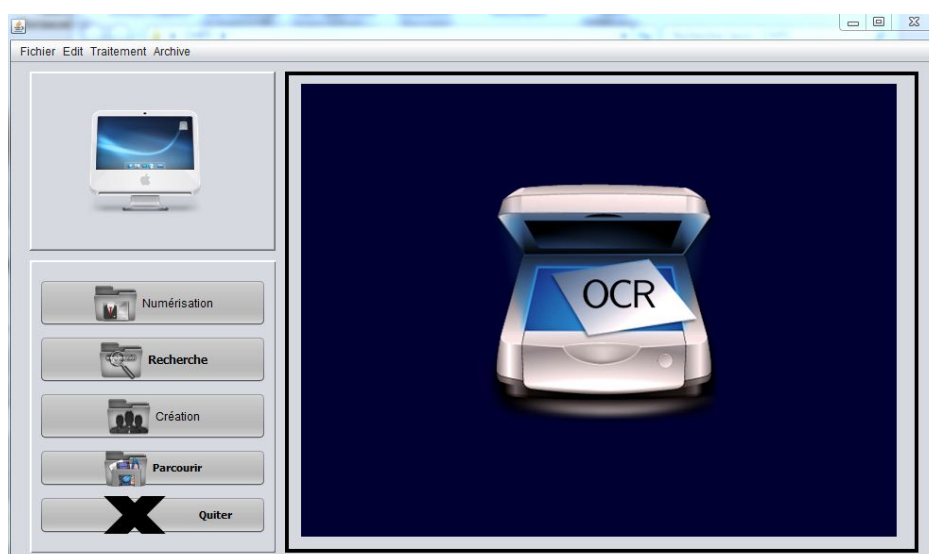 Fichier Edit Traitement Archive
OCR
Numérisation
Recherche
Création
Parcourir
Quiter